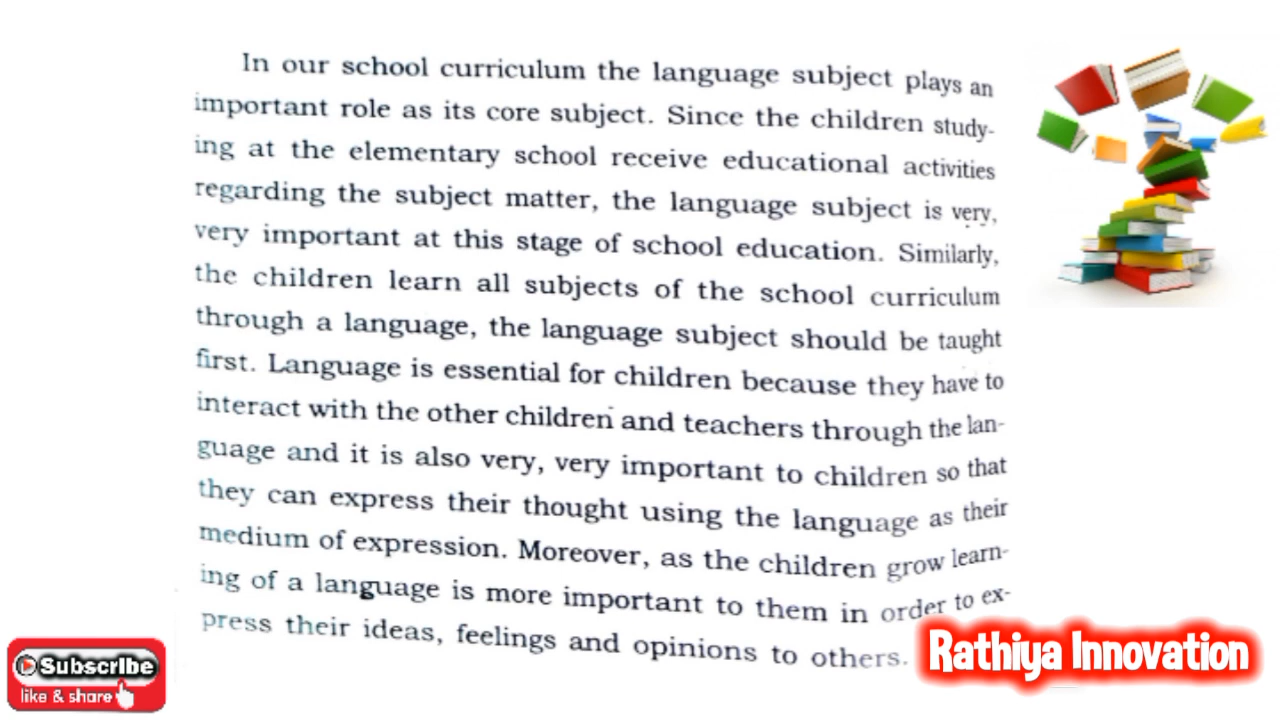 In our school curriculum the language subject plays an
important role as its core subject. Since the children study-
ing at the elementary school receive educational activities
regarding the subject matter, the language subject is very,
very important at this stage of school education. Similarly,
the children learn all subjects of the school curriculum
through a language, the language subject should be taught
first. Language is essential for children because they have to
interact with the other children and teachers through the lan-
guage and it is also very, very important to children so that
they can express their thought using the language as their
medium of expression. Moreover, as the children grow learn-
ing of a language is more important to them in order to ex-
press their ideas, feelings and opinions to others.
Subscribe
like & share
Rathiya Innovation